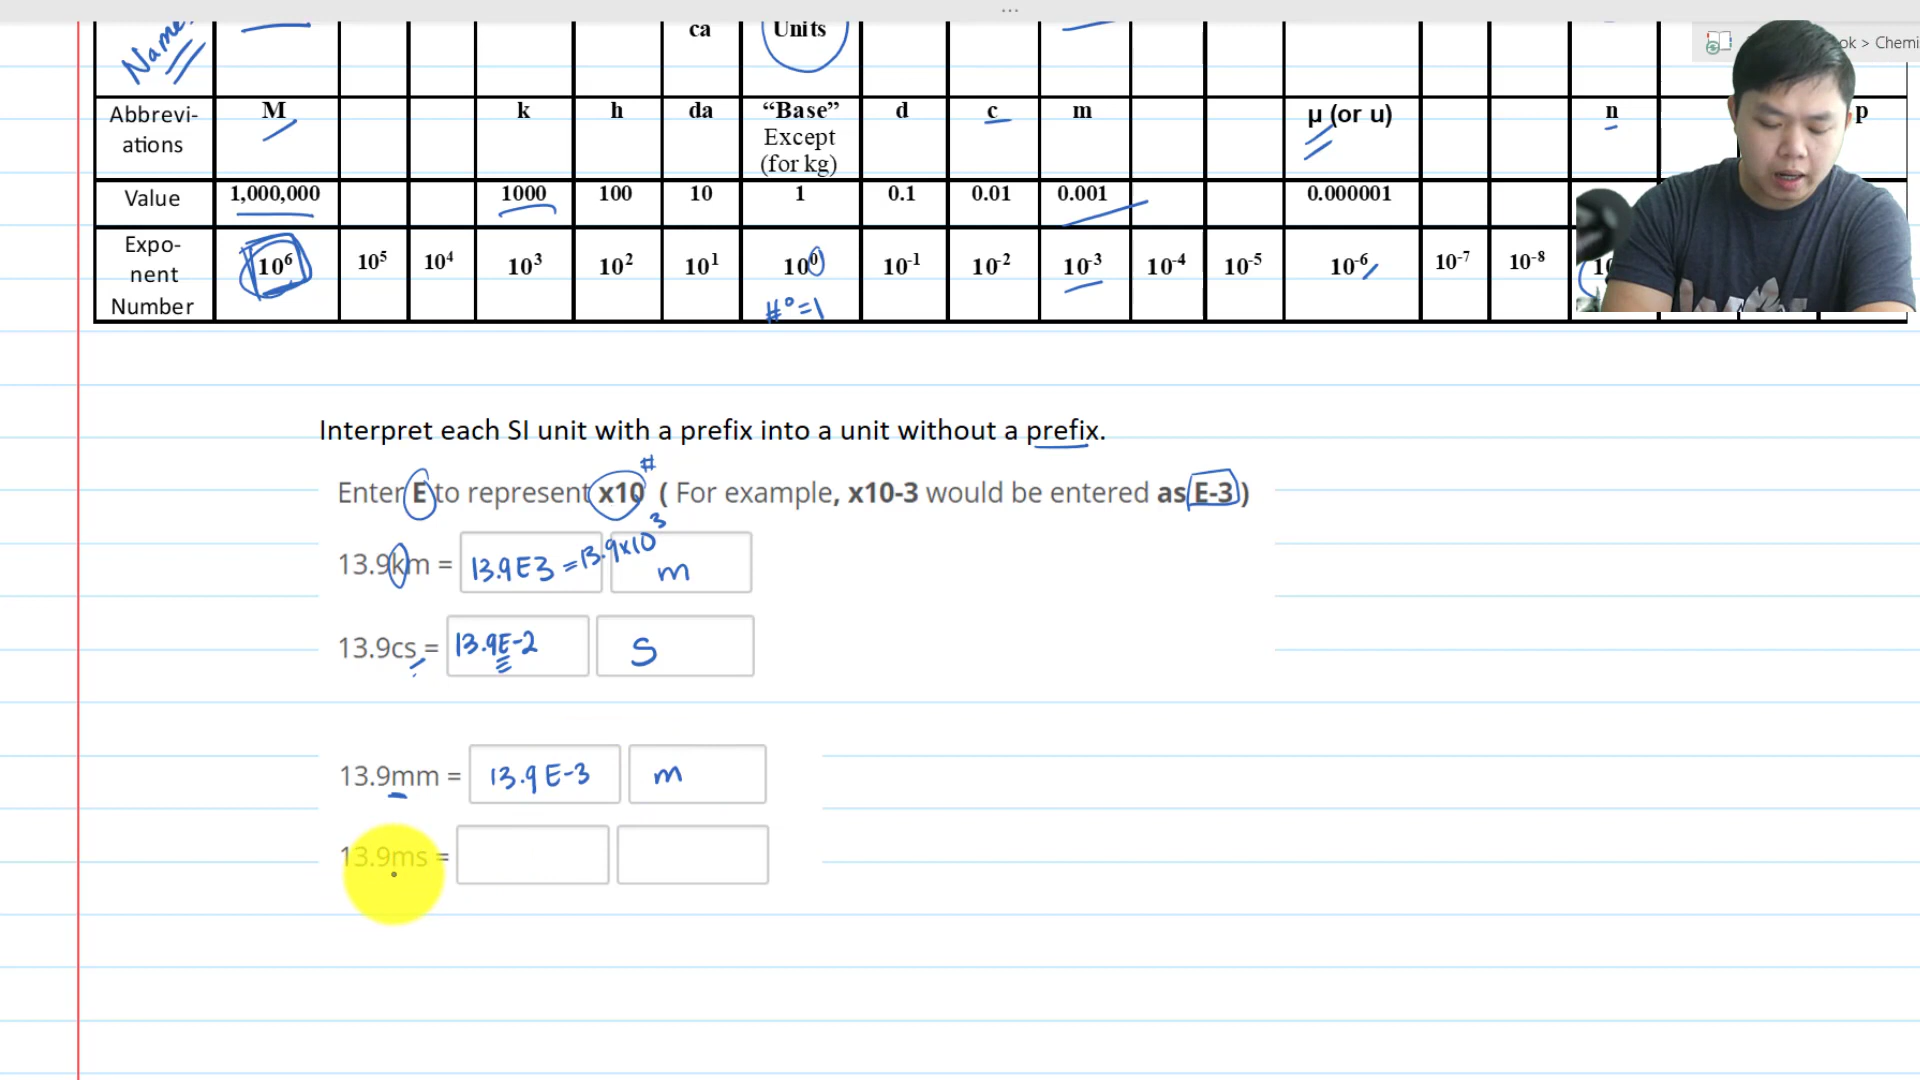 ...
ok > Chemi
Name
ca
Units
Abbrevi-
ations
M
k
h
da
“Base”
Except
(for kg)
d
c
m
μ (or u)
n
p
Value
1,000,000
1000
100
10
1
0.1
0.01
0.001
0.000001
Expo-
nent
Number
10⁶
10⁵
10⁴
10³
10²
10¹
10⁰
10⁻¹
10⁻²
10⁻³
10⁻⁴
10⁻⁵
10⁻⁶
10⁻⁷
10⁻⁸
#⁰=1
Interpret each SI unit with a prefix into a unit without a prefix.
#
Enter E to represent x10 ( For example, x10-3 would be entered as E-3 )
13.9km = 13.9E3 = 13.9x10³ m
13.9cs = 13.9E-2 S
13.9mm = 13.9 E-3 m
13.9ms =